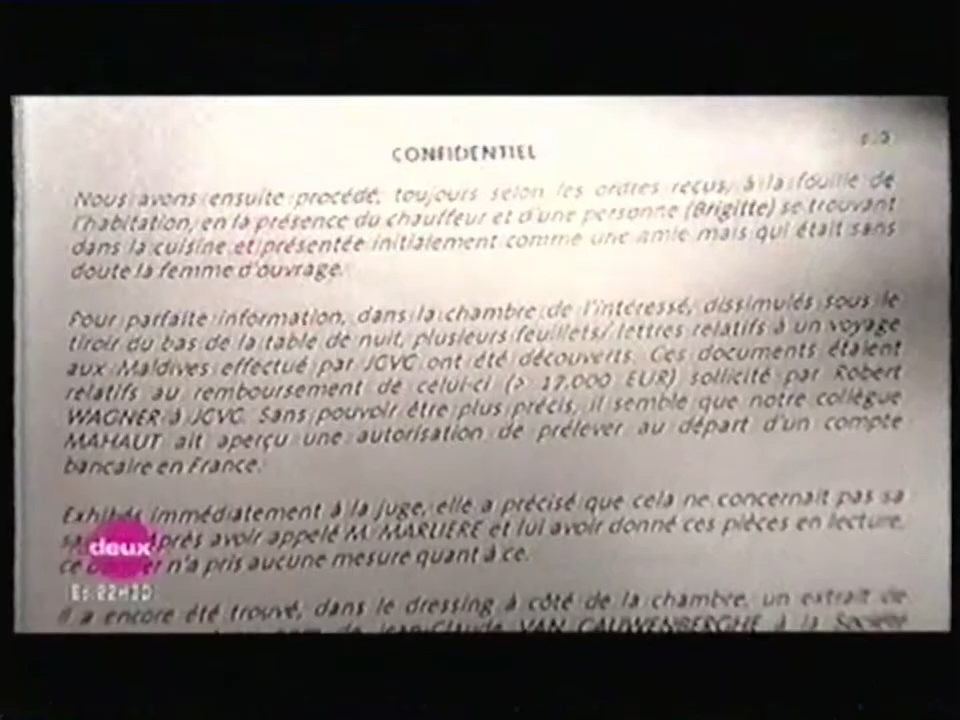 CONFIDENTIEL
Nous avons ensuite procédé, toujours selon les ordres reçus, à la fouille de
l'habitation, en la présence du chauffeur et d'une personne (Brigitte) se trouvant
dans la cuisine et présentée initialement comme une amie mais qui était sans
doute la femme d'ouvrage.
Pour parfaite information, dans la chambre de l'intéressé, dissimulés sous le
tiroir du bas de la table de nuit, plusieurs feuillets/ lettres relatifs à un voyage
aux Maldives effectué par JCVC ont été découverts. Ces documents étaient
relatifs au remboursement de celui-ci (> 17.000 EUR) sollicité par Robert
WAGNER à JCVC. Sans pouvoir être plus précis, il semble que notre collègue
MAHAUT ait aperçu une autorisation de prélever au départ d'un compte
bancaire en France.
Exhibés immédiatement à la juge, elle a précisé que cela ne concernait pas sa
après avoir appelé M. MARLIERE et lui avoir donné ces pièces en lecture,
ce n'a pris aucune mesure quant à ce.
deux
Il a encore été trouvé, dans le dressing à côté de la chambre, un extrait de
de Jean-Claude VAN CAUWENBERGHE à la Société